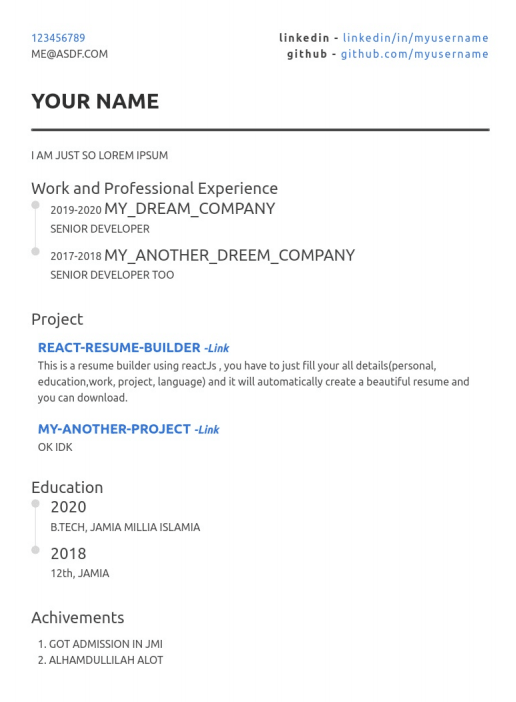 123456789
ME@ASDF.COM
linkedin - linkedin/in/myusername
github - github.com/myusername
YOUR NAME
I AM JUST SO LOREM IPSUM
Work and Professional Experience
2019-2020 MY_DREAM_COMPANY
SENIOR DEVELOPER
2017-2018 MY_ANOTHER_DREEM_COMPANY
SENIOR DEVELOPER TOO
Project
REACT-RESUME-BUILDER -Link
This is a resume builder using reactJs , you have to just fill your all details(personal,
education,work, project, language) and it will automatically create a beautiful resume and
you can download.
MY-ANOTHER-PROJECT -Link
OK IDK
Education
2020
B.TECH, JAMIA MILLIA ISLAMIA
2018
12th, JAMIA
Achivements
1. GOT ADMISSION IN JMI
2. ALHAMDULLILAH ALOT